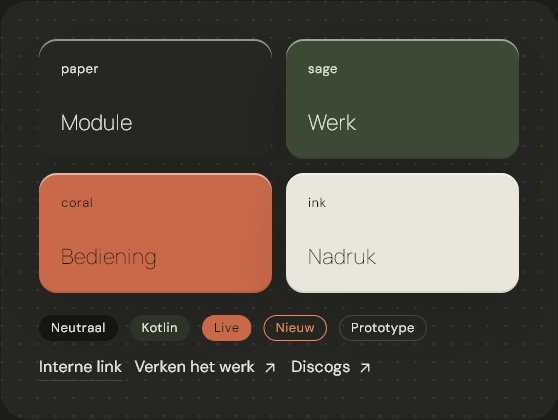 paper
Module
sage
Werk
coral
Bediening
ink
Nadruk
Neutraal Kotlin Live Nieuw Prototype
Interne link Verken het werk ↗ Discogs ↗